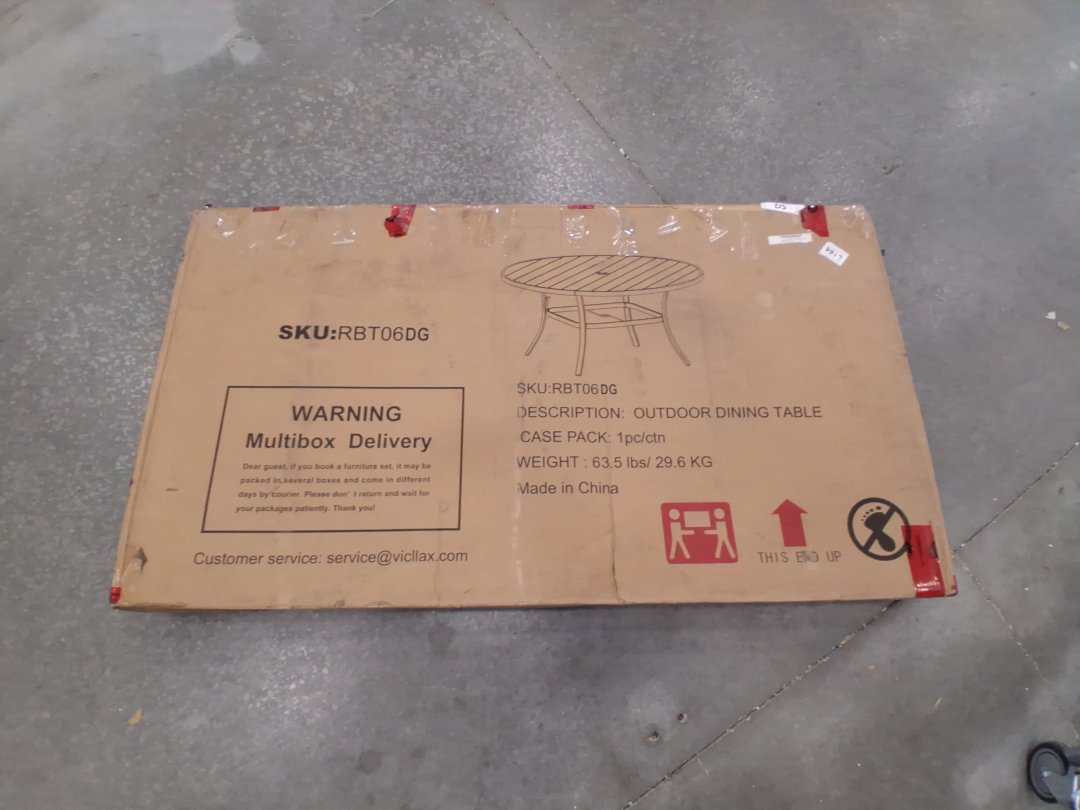 D5
9917
SKU:RBT06DG
WARNING
Multibox Delivery
Dear guest, if you book a furniture set, it may be
packed in several boxes and come in different
days by courier. Please don' t return and wait for
your packages patiently. Thank you!
Customer service: service@vicllax.com
SKU:RBT06DG
DESCRIPTION: OUTDOOR DINING TABLE
CASE PACK: 1pc/ctn
WEIGHT : 63.5 lbs/ 29.6 KG
Made in China
THIS END UP